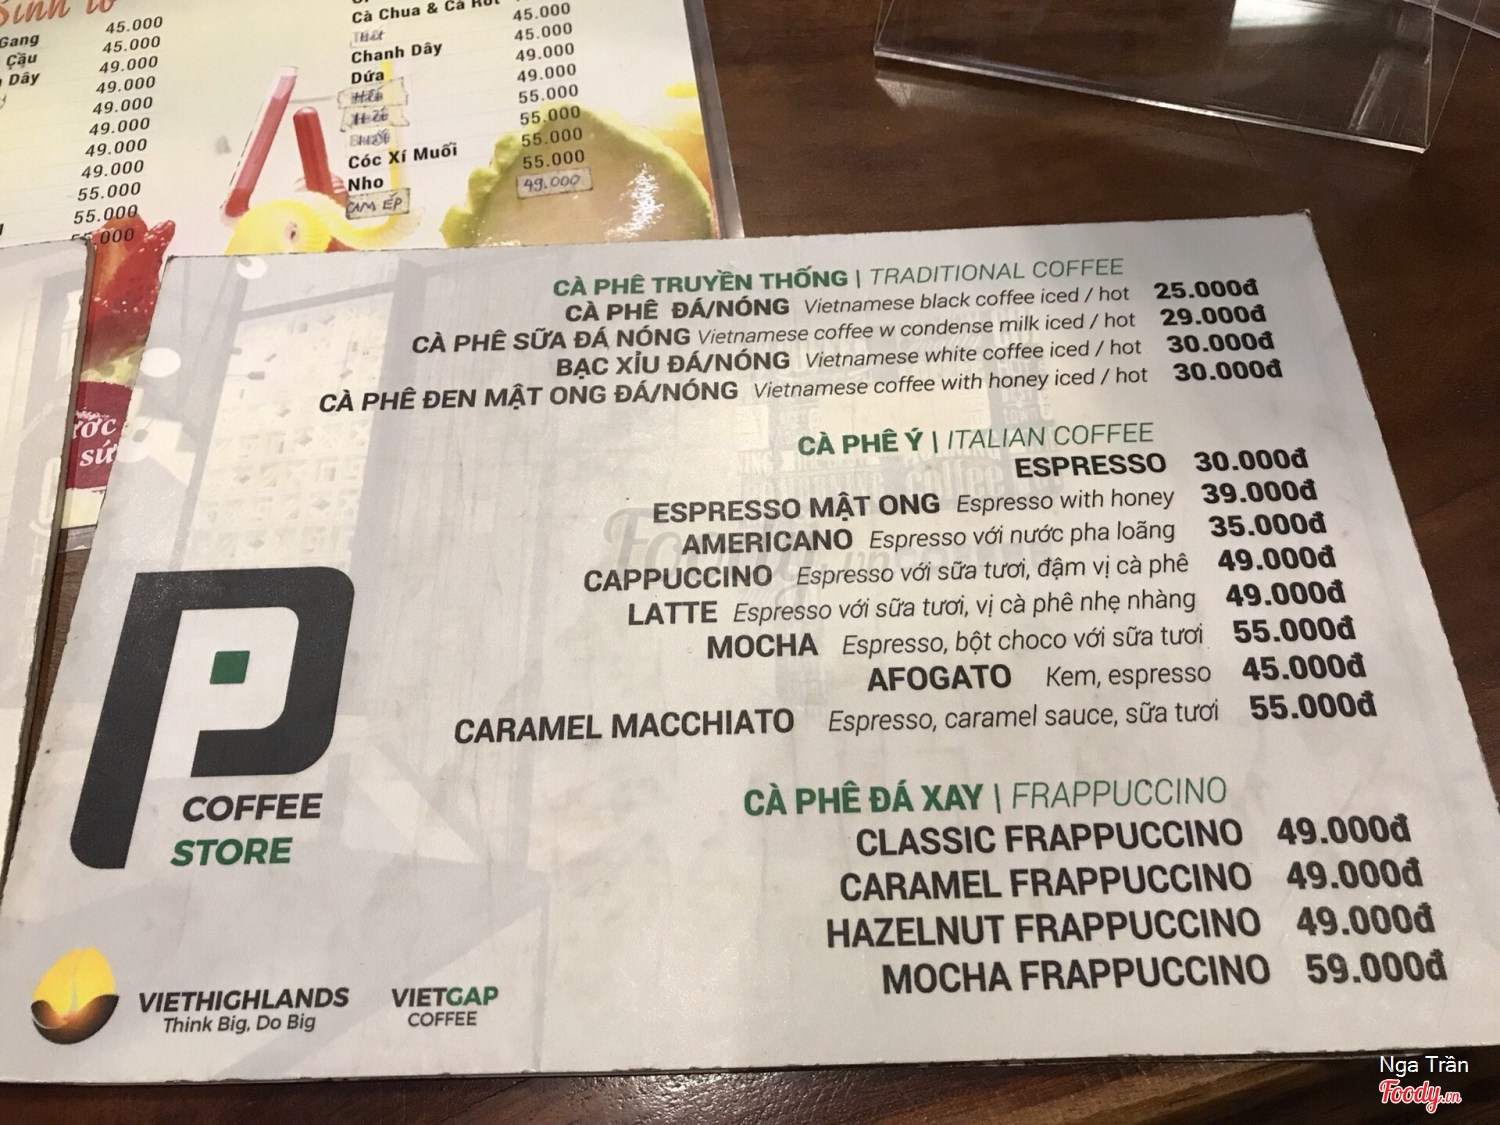 Sinh tố
Gang 45.000
Cầu 45.000
Dây 49.000
49.000
49.000
49.000
49.000
49.000
55.000
55.000
55.000
Cà Chua & Cà Rốt 45.000
45.000
Chanh Dây 49.000
Dứa 49.000
55.000
55.000
55.000
Cóc Xí Muối 55.000
Nho 49.000
CAM ÉP
ước
sứ
CÀ PHÊ TRUYỀN THỐNG | TRADITIONAL COFFEE
CÀ PHÊ ĐÁ/NÓNG Vietnamese black coffee iced / hot 25.000đ
CÀ PHÊ SỮA ĐÁ NÓNG Vietnamese coffee w condense milk iced / hot 29.000đ
BẠC XỈU ĐÁ/NÓNG Vietnamese white coffee iced / hot 30.000đ
CÀ PHÊ ĐEN MẬT ONG ĐÁ/NÓNG Vietnamese coffee with honey iced / hot 30.000đ
CÀ PHÊ Ý | ITALIAN COFFEE
ESPRESSO 30.000đ
ESPRESSO MẬT ONG Espresso with honey 39.000đ
AMERICANO Espresso với nước pha loãng 35.000đ
CAPPUCCINO Espresso với sữa tươi, đậm vị cà phê 49.000đ
LATTE Espresso với sữa tươi, vị cà phê nhẹ nhàng 49.000đ
MOCHA Espresso, bột choco với sữa tươi 55.000đ
AFOGATO Kem, espresso 45.000đ
CARAMEL MACCHIATO Espresso, caramel sauce, sữa tươi 55.000đ
CÀ PHÊ ĐÁ XAY | FRAPPUCCINO
CLASSIC FRAPPUCCINO 49.000đ
CARAMEL FRAPPUCCINO 49.000đ
HAZELNUT FRAPPUCCINO 49.000đ
MOCHA FRAPPUCCINO 59.000đ
P
COFFEE
STORE
VIETHIGHLANDS
Think Big, Do Big
VIETGAP
COFFEE
Nga Trần
Foody.vn